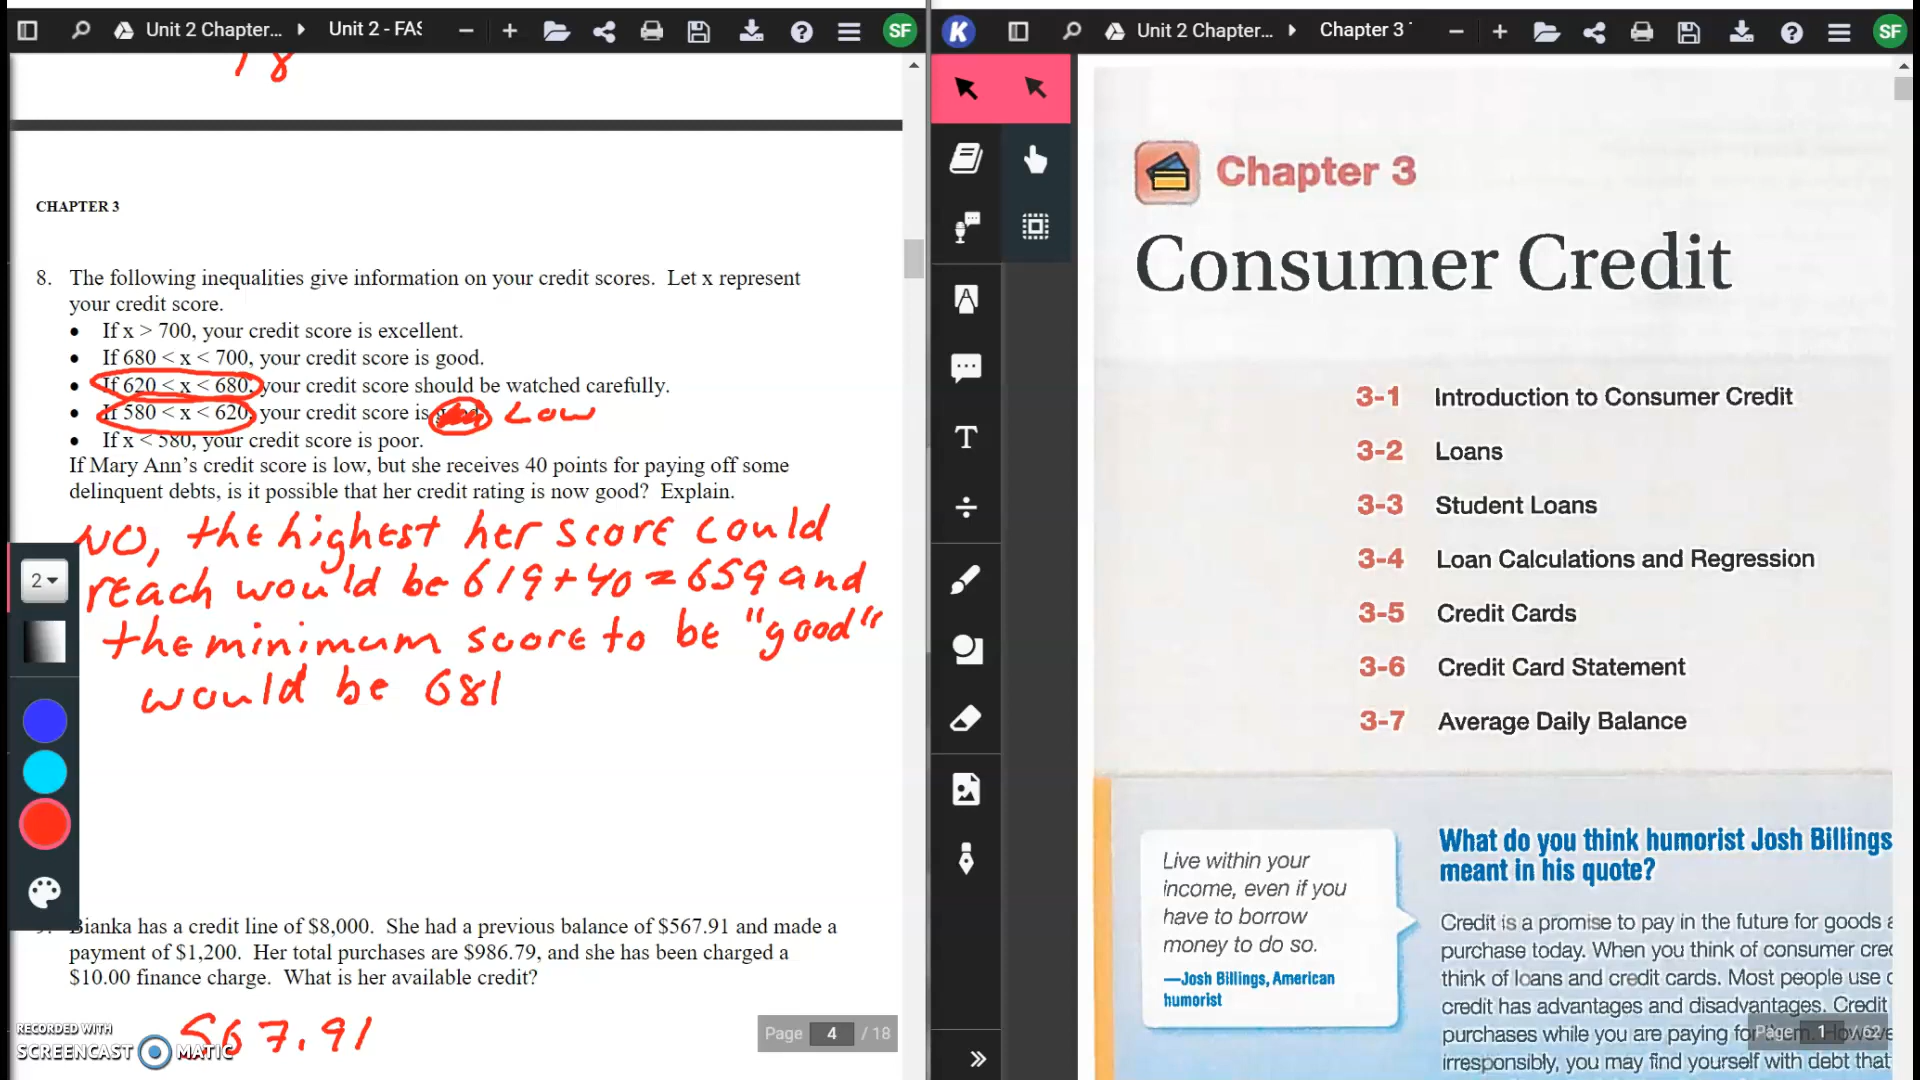 Unit 2 Chapter...
Unit 2 - FAS
SF
18
CHAPTER 3
8. The following inequalities give information on your credit scores. Let x represent
your credit score.
• If x > 700, your credit score is excellent.
• If 680 < x < 700, your credit score is good.
• If 620 < x < 680, your credit score should be watched carefully.
• If 580 < x < 620, your credit score is Low
• If x < 580, your credit score is poor.
If Mary Ann's credit score is low, but she receives 40 points for paying off some
delinquent debts, is it possible that her credit rating is now good? Explain.
NO, the highest her score could
reach would be 619+40=659 and
the minimum score to be "good"
would be 681
2
Bianka has a credit line of $8,000. She had a previous balance of $567.91 and made a
payment of $1,200. Her total purchases are $986.79, and she has been charged a
$10.00 finance charge. What is her available credit?
567.91
RECORDED WITH
SCREENCAST MATIC
Page 4 / 18
K
Unit 2 Chapter...
Chapter 3
SF
Chapter 3
Consumer Credit
3-1 Introduction to Consumer Credit
3-2 Loans
3-3 Student Loans
3-4 Loan Calculations and Regression
3-5 Credit Cards
3-6 Credit Card Statement
3-7 Average Daily Balance
Live within your
income, even if you
have to borrow
money to do so.
—Josh Billings, American
humorist
What do you think humorist Josh Billings
meant in his quote?
Credit is a promise to pay in the future for goods a
purchase today. When you think of consumer cre
think of loans and credit cards. Most people use c
credit has advantages and disadvantages. Credit
purchases while you are paying for them. Howeve
irresponsibly, you may find yourself with debt that
Page 1 / 62